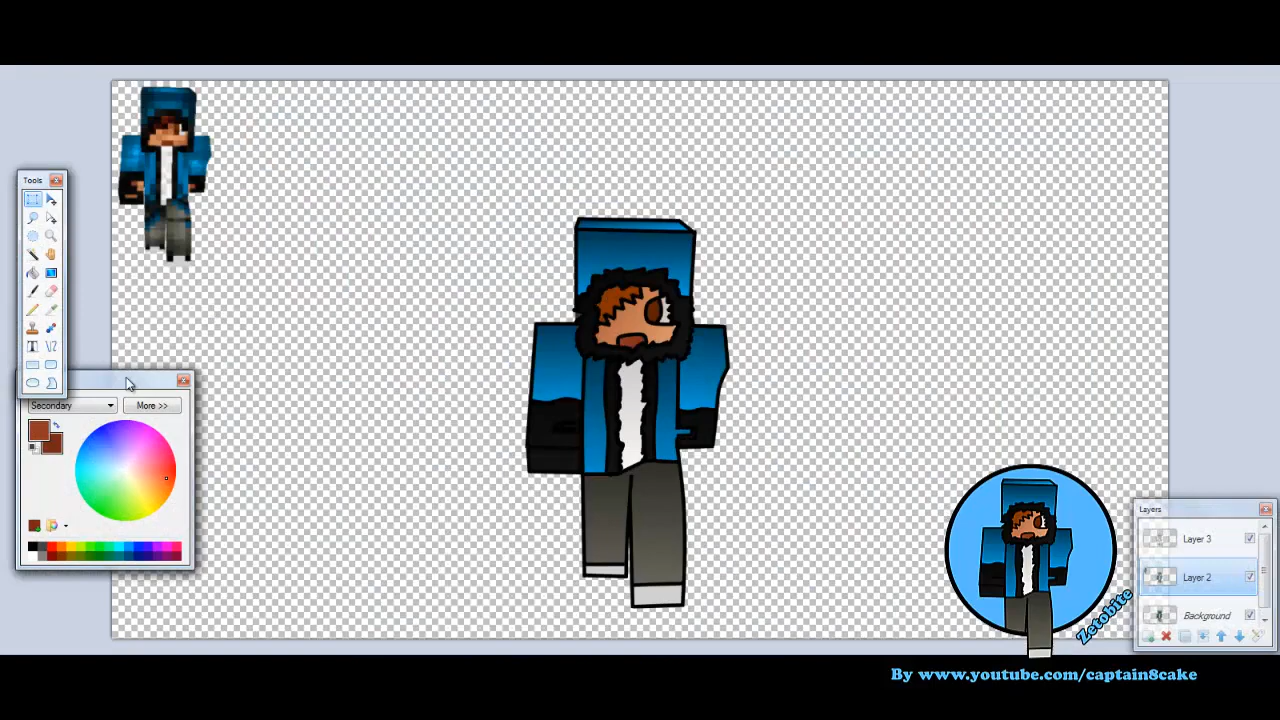 Tools
Secondary
More >>
Layers
Layer 3
Layer 2
Background
Zetobite
By www.youtube.com/captain8cake